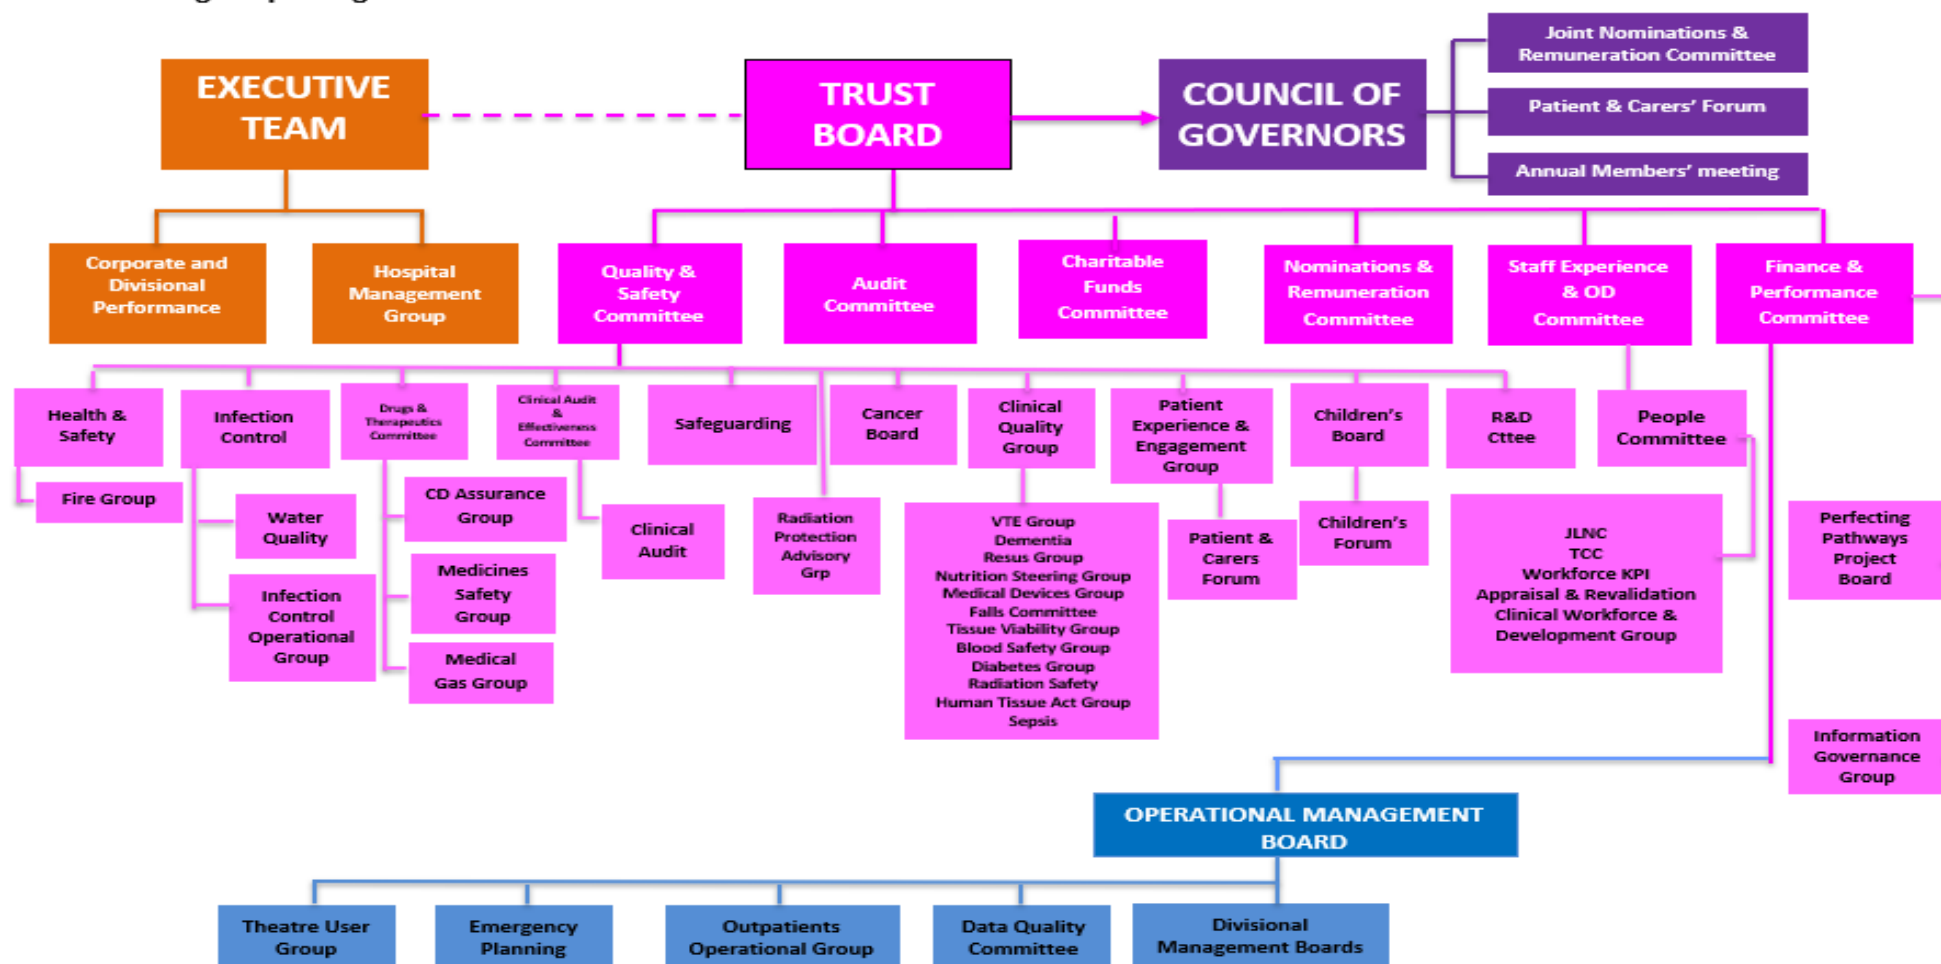 EXECUTIVE
TEAM
TRUST
BOARD
COUNCIL OF
GOVERNORS
Joint Nominations &
Remuneration Committee
Patient & Carers' Forum
Annual Members' meeting
Corporate and
Divisional
Performance
Hospital
Management
Group
Quality &
Safety
Committee
Audit
Committee
Charitable
Funds
Committee
Nominations &
Remuneration
Committee
Staff Experience
& OD
Committee
Finance &
Performance
Committee
Health &
Safety
Infection
Control
Drugs &
Therapeutics
Committee
Clinical Audit
&
Effectiveness
Committee
Safeguarding
Cancer
Board
Clinical
Quality
Group
Patient
Experience &
Engagement
Group
Children's
Board
R&D
Cttee
People
Committee
Fire Group
Water
Quality
Infection
Control
Operational
Group
CD Assurance
Group
Medicines
Safety
Group
Medical
Gas Group
Clinical
Audit
Radiation
Protection
Advisory
Grp
VTE Group
Dementia
Resus Group
Nutrition Steering Group
Medical Devices Group
Falls Committee
Tissue Viability Group
Blood Safety Group
Diabetes Group
Radiation Safety
Human Tissue Act Group
Sepsis
Patient &
Carers
Forum
Children's
Forum
JLNC
TCC
Workforce KPI
Appraisal & Revalidation
Clinical Workforce &
Development Group
Perfecting
Pathways
Project
Board
Information
Governance
Group
OPERATIONAL MANAGEMENT
BOARD
Theatre User
Group
Emergency
Planning
Outpatients
Operational Group
Data Quality
Committee
Divisional
Management Boards